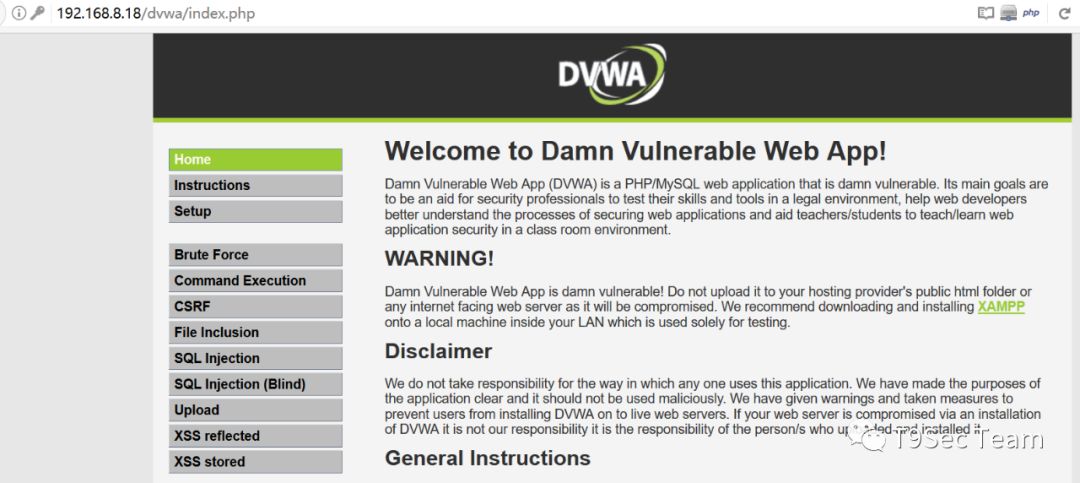 192.168.8.18/dvwa/index.php
php
DVWA
Home
Instructions
Setup
Brute Force
Command Execution
CSRF
File Inclusion
SQL Injection
SQL Injection (Blind)
Upload
XSS reflected
XSS stored
Welcome to Damn Vulnerable Web App!
Damn Vulnerable Web App (DVWA) is a PHP/MySQL web application that is damn vulnerable. Its main goals are
to be an aid for security professionals to test their skills and tools in a legal environment, help web developers
better understand the processes of securing web applications and aid teachers/students to teach/learn web
application security in a class room environment.
WARNING!
Damn Vulnerable Web App is damn vulnerable! Do not upload it to your hosting provider's public html folder or
any internet facing web server as it will be compromised. We recommend downloading and installing XAMPP
onto a local machine inside your LAN which is used solely for testing.
Disclaimer
We do not take responsibility for the way in which any one uses this application. We have made the purposes of
the application clear and it should not be used maliciously. We have given warnings and taken measures to
prevent users from installing DVWA on to live web servers. If your web server is compromised via an installation
of DVWA it is not our responsibility it is the responsibility of the person/s who uploaded and installed it.
T9Sec Team
General Instructions